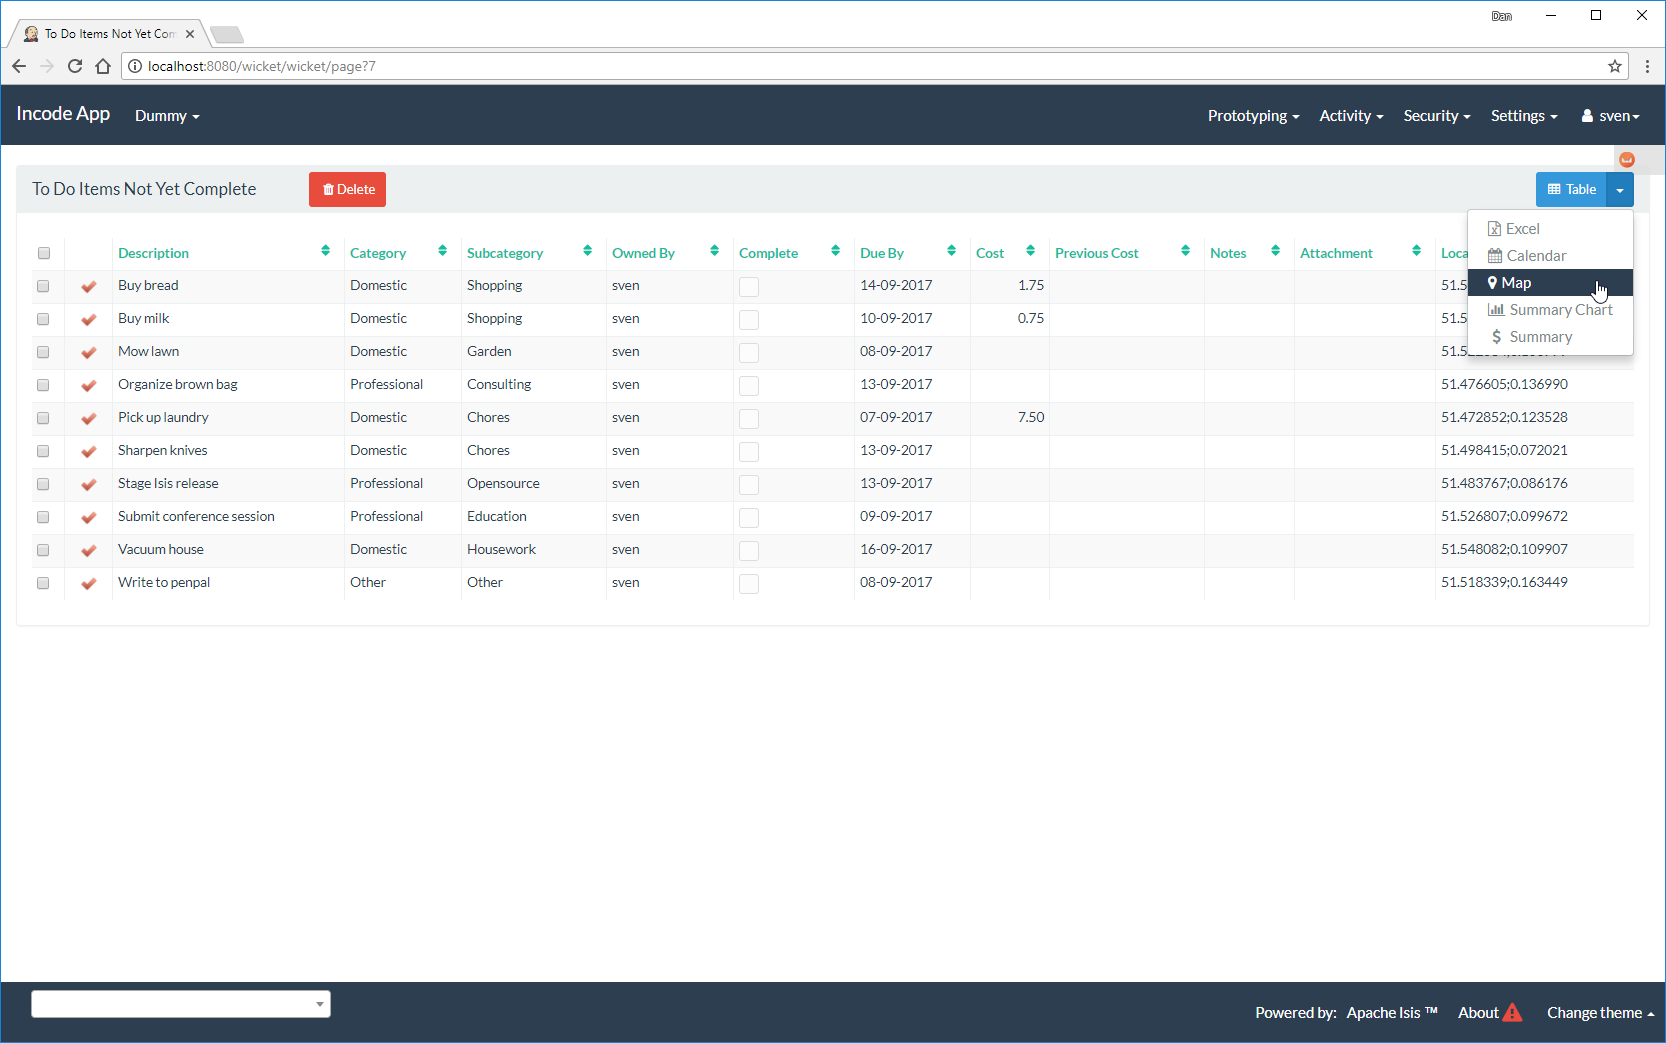 Dan
To Do Items Not Yet Com
localhost:8080/wicket/wicket/page?7
Incode App Dummy Prototyping Activity Security Settings sven
To Do Items Not Yet Complete Delete Table
Excel
Calendar
Map
Summary Chart
Summary
Description Category Subcategory Owned By Complete Due By Cost Previous Cost Notes Attachment Loca
Buy bread Domestic Shopping sven 14-09-2017 1.75 51.5
Buy milk Domestic Shopping sven 10-09-2017 0.75 51.5
Mow lawn Domestic Garden sven 08-09-2017
Organize brown bag Professional Consulting sven 13-09-2017 51.476605;0.136990
Pick up laundry Domestic Chores sven 07-09-2017 7.50 51.472852;0.123528
Sharpen knives Domestic Chores sven 13-09-2017 51.498415;0.072021
Stage Isis release Professional Opensource sven 13-09-2017 51.483767;0.086176
Submit conference session Professional Education sven 09-09-2017 51.526807;0.099672
Vacuum house Domestic Housework sven 16-09-2017 51.548082;0.109907
Write to penpal Other Other sven 08-09-2017 51.518339;0.163449
Powered by: Apache Isis ™ About Change theme